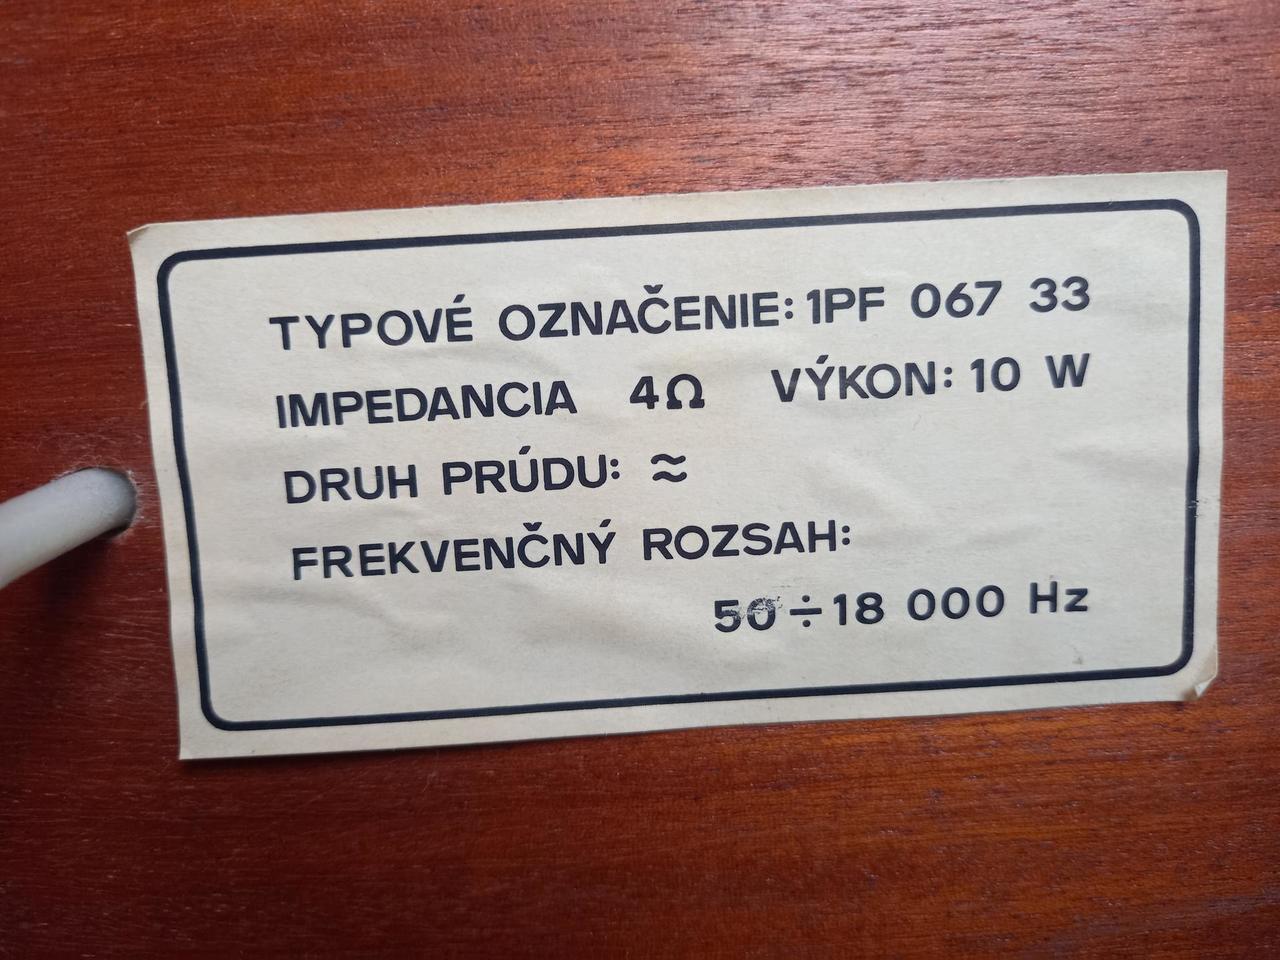 TYPOVÉ OZNAČENIE: 1PF 067 33
IMPEDANCIA 4Ω VÝKON: 10 W
DRUH PRÚDU: ≈
FREKVENČNÝ ROZSAH:
50÷18 000 Hz